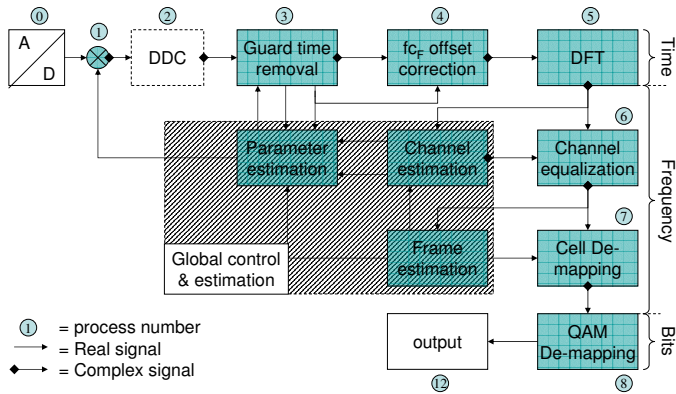 0
1
2
3
4
5
A
D
DDC
Guard time
removal
fcF offset
correction
DFT
Time
6
Parameter
estimation
Channel
estimation
Channel
equalization
Frequency
7
Global control
& estimation
Frame
estimation
Cell De-
mapping
1 = process number
= Real signal
= Complex signal
output
QAM
De-mapping
Bits
12
8